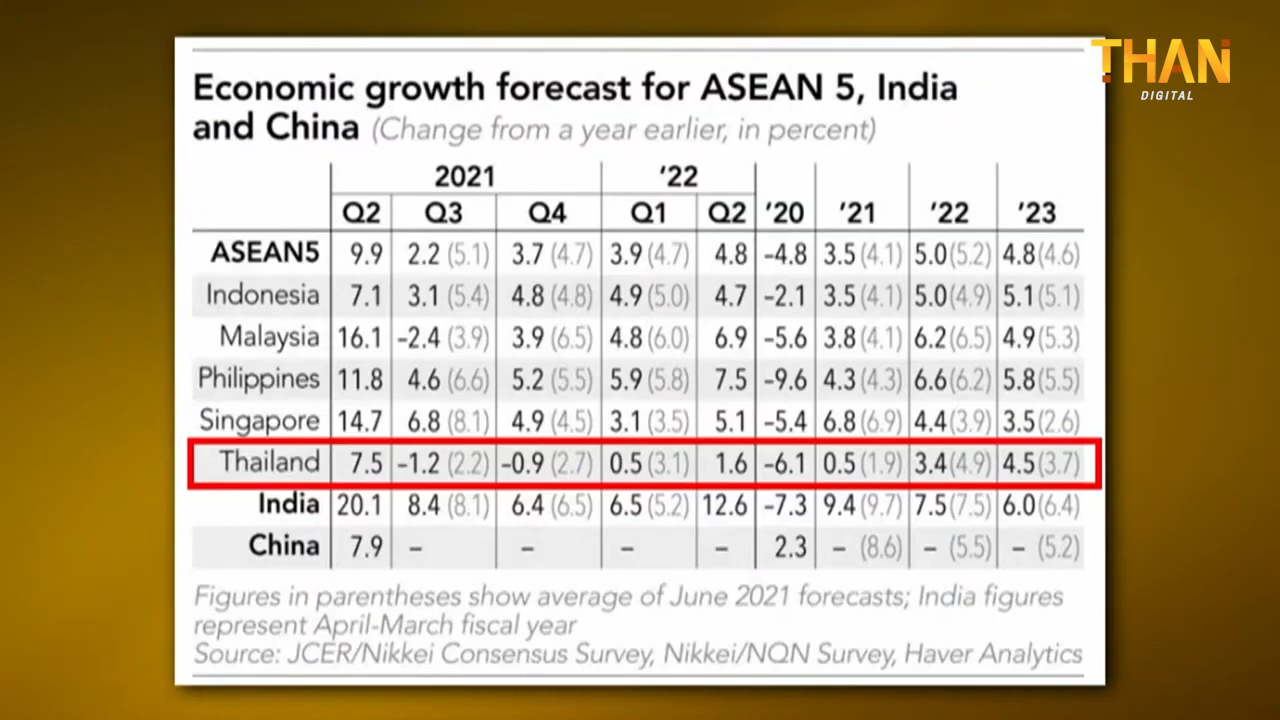 THAN
DIGITAL
Economic growth forecast for ASEAN 5, India
and China (Change from a year earlier, in percent)
2021 '22
Q2 Q3 Q4 Q1 Q2 '20 '21 '22 '23
ASEAN5 9.9 2.2 (5.1) 3.7 (4.7) 3.9 (4.7) 4.8 –4.8 3.5 (4.1) 5.0 (5.2) 4.8 (4.6)
Indonesia 7.1 3.1 (5.4) 4.8 (4.8) 4.9 (5.0) 4.7 –2.1 3.5 (4.1) 5.0 (4.9) 5.1 (5.1)
Malaysia 16.1 –2.4 (3.9) 3.9 (6.5) 4.8 (6.0) 6.9 –5.6 3.8 (4.1) 6.2 (6.5) 4.9 (5.3)
Philippines 11.8 4.6 (6.6) 5.2 (5.5) 5.9 (5.8) 7.5 –9.6 4.3 (4.3) 6.6 (6.2) 5.8 (5.5)
Singapore 14.7 6.8 (8.1) 4.9 (4.5) 3.1 (3.5) 5.1 –5.4 6.8 (6.9) 4.4 (3.9) 3.5 (2.6)
Thailand 7.5 –1.2 (2.2) –0.9 (2.7) 0.5 (3.1) 1.6 –6.1 0.5 (1.9) 3.4 (4.9) 4.5 (3.7)
India 20.1 8.4 (8.1) 6.4 (6.5) 6.5 (5.2) 12.6 –7.3 9.4 (9.7) 7.5 (7.5) 6.0 (6.4)
China 7.9 – – – – 2.3 – (8.6) – (5.5) – (5.2)
Figures in parentheses show average of June 2021 forecasts; India figures
represent April-March fiscal year
Source: JCER/Nikkei Consensus Survey, Nikkei/NQN Survey, Haver Analytics